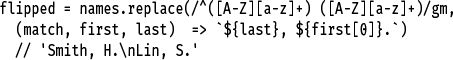 flipped = names.replace(/^([A-Z][a-z]+) ([A-Z][a-z]+)/gm,
  (match, first, last)  => `${last}, ${first[0]}.`)
  // 'Smith, H.\nLin, S.'